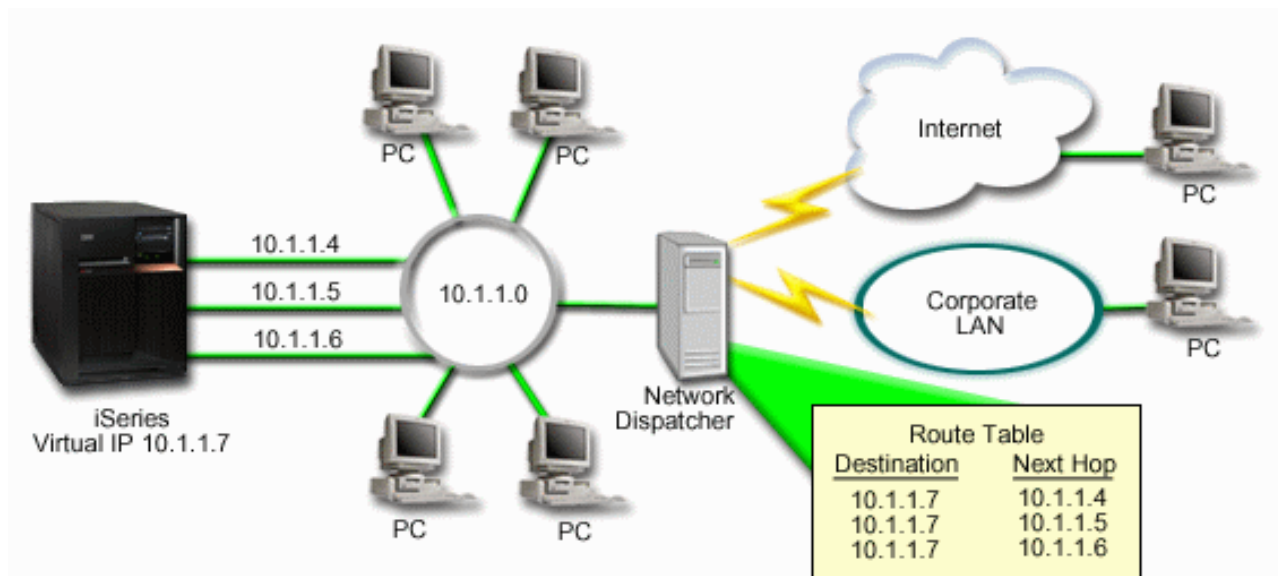 PC
PC
Internet
PC
10.1.1.4
10.1.1.5
10.1.1.6
10.1.1.0
Corporate
LAN
PC
iSeries
Virtual IP 10.1.1.7
Network
Dispatcher
PC
PC
Route Table
Destination Next Hop
10.1.1.7 10.1.1.4
10.1.1.7 10.1.1.5
10.1.1.7 10.1.1.6